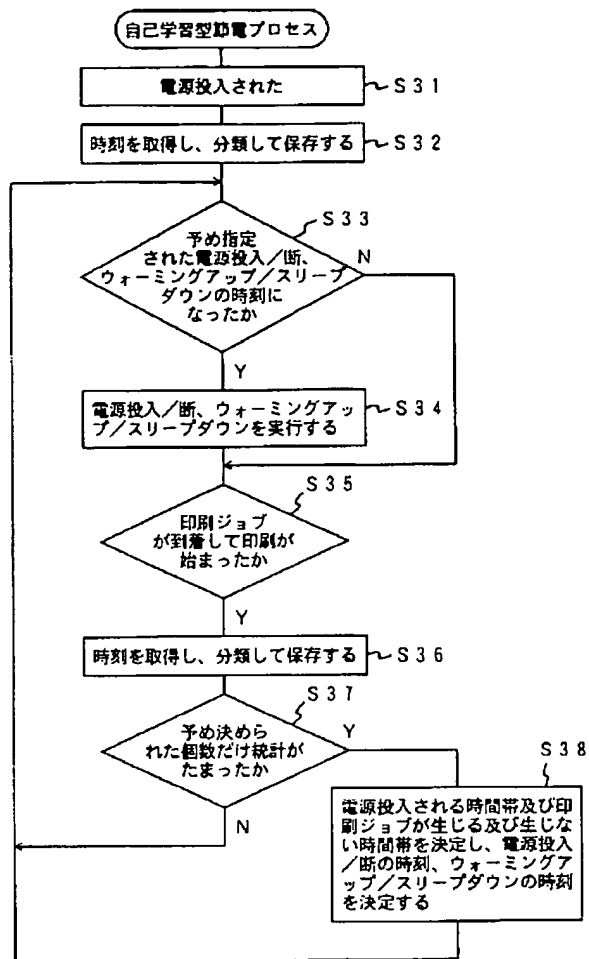 自己学習型節電プロセス
電源投入された
S31
時刻を取得し、分類して保存する
S32
S33
予め指定
された電源投入/断、
ウォーミングアップ/スリープ
ダウンの時刻に
なったか
N
Y
電源投入/断、ウォーミングアッ
プ/スリープダウンを実行する
S34
S35
印刷ジョブ
が到着して印刷が
始まったか
Y
時刻を取得し、分類して保存する
S36
S37
予め決めら
れた個数だけ統計が
たまったか
Y
N
S38
電源投入される時間帯及び印
刷ジョブが生じる及び生じな
い時間帯を決定し、電源投入
/断の時刻、ウォーミングア
ップ/スリープダウンの時刻
を決定する